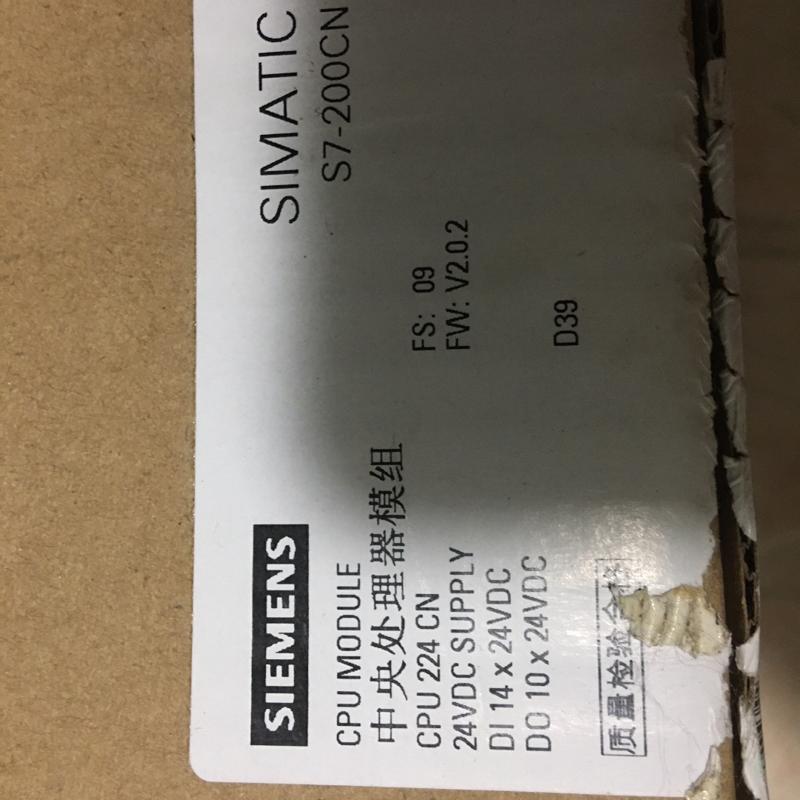 SIEMENS
SIMATIC
S7-200CN
CPU MODULE
中央处理器模组
CPU 224 CN
24VDC SUPPLY
DI 14 x 24VDC
DO 10 x 24VDC
FS: 09
FW: V2.0.2
D39
质量检验合格